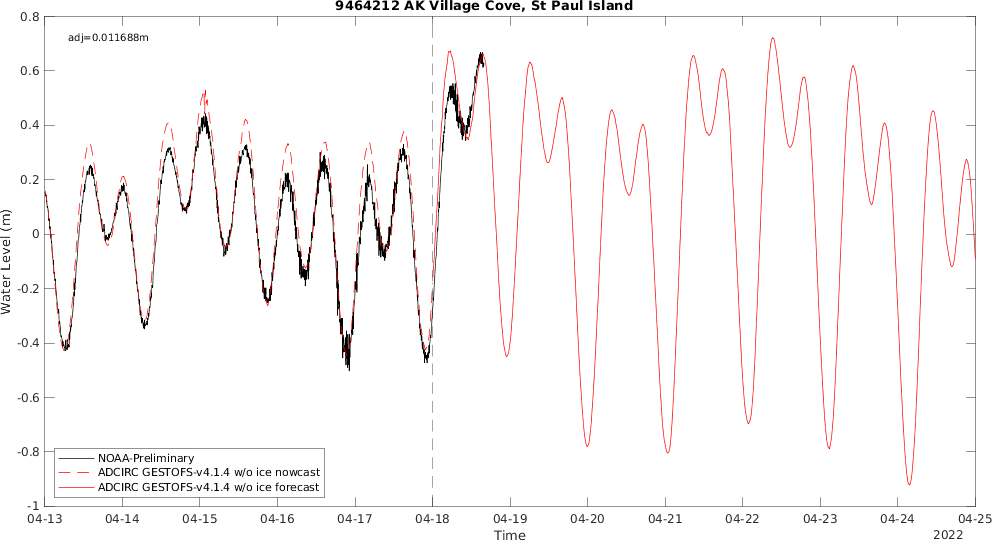 9464212 AK Village Cove, St Paul Island
adj=0.011688m
0.8
0.6
0.4
0.2
0
-0.2
-0.4
-0.6
-0.8
-1
Water Level (m)
NOAA-Preliminary
ADCIRC GESTOFS-v4.1.4 w/o ice nowcast
ADCIRC GESTOFS-v4.1.4 w/o ice forecast
04-13 04-14 04-15 04-16 04-17 04-18 04-19 04-20 04-21 04-22 04-23 04-24 04-25
Time
2022